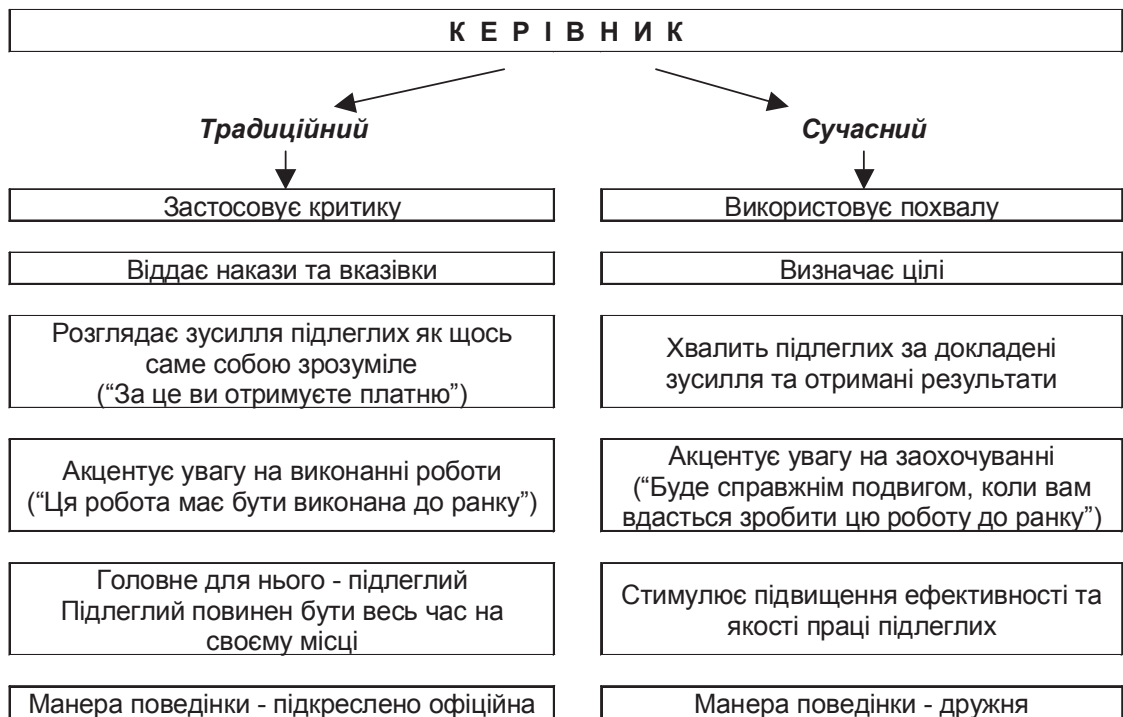 К Е Р І В Н И К
Традиційний
Сучасний
Застосовує критику
Використовує похвалу
Віддає накази та вказівки
Визначає цілі
Розглядає зусилля підлеглих як щось
саме собою зрозуміле
(“За це ви отримуєте платню”)
Хвалить підлеглих за докладені
зусилля та отримані результати
Акцентує увагу на виконанні роботи
(“Ця робота має бути виконана до ранку”)
Акцентує увагу на заохочуванні
(“Буде справжнім подвигом, коли вам
вдасться зробити цю роботу до ранку”)
Головне для нього - підлеглий
Підлеглий повинен бути весь час на
своєму місці
Стимулює підвищення ефективності та
якості праці підлеглих
Манера поведінки - підкреслено офіційна
Манера поведінки - дружня